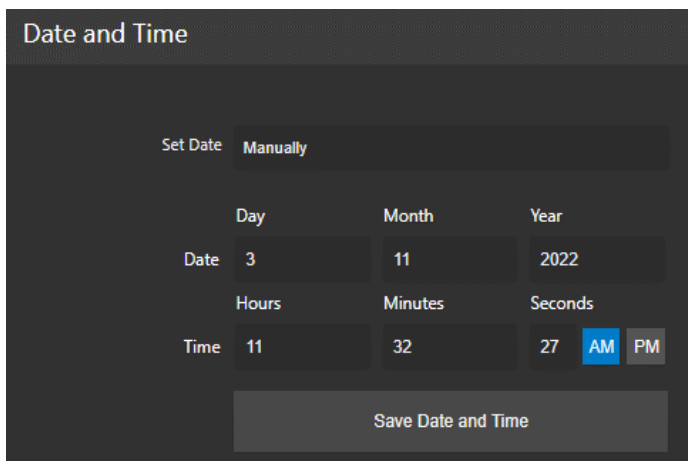 Date and Time
Set Date Manually
Day Month Year
Date 3 11 2022
Hours Minutes Seconds
Time 11 32 27 AM PM
Save Date and Time